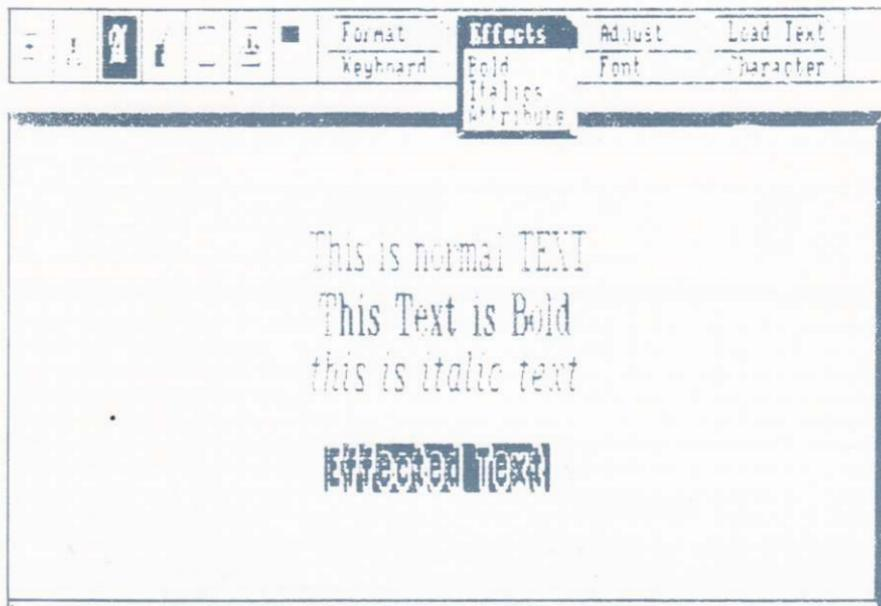 Format Effects Adjust Load Text
Keyboard Bold Font Character
Italics
Attribute
This is normal TEXT
This Text is Bold
this is italic text
Effected Text